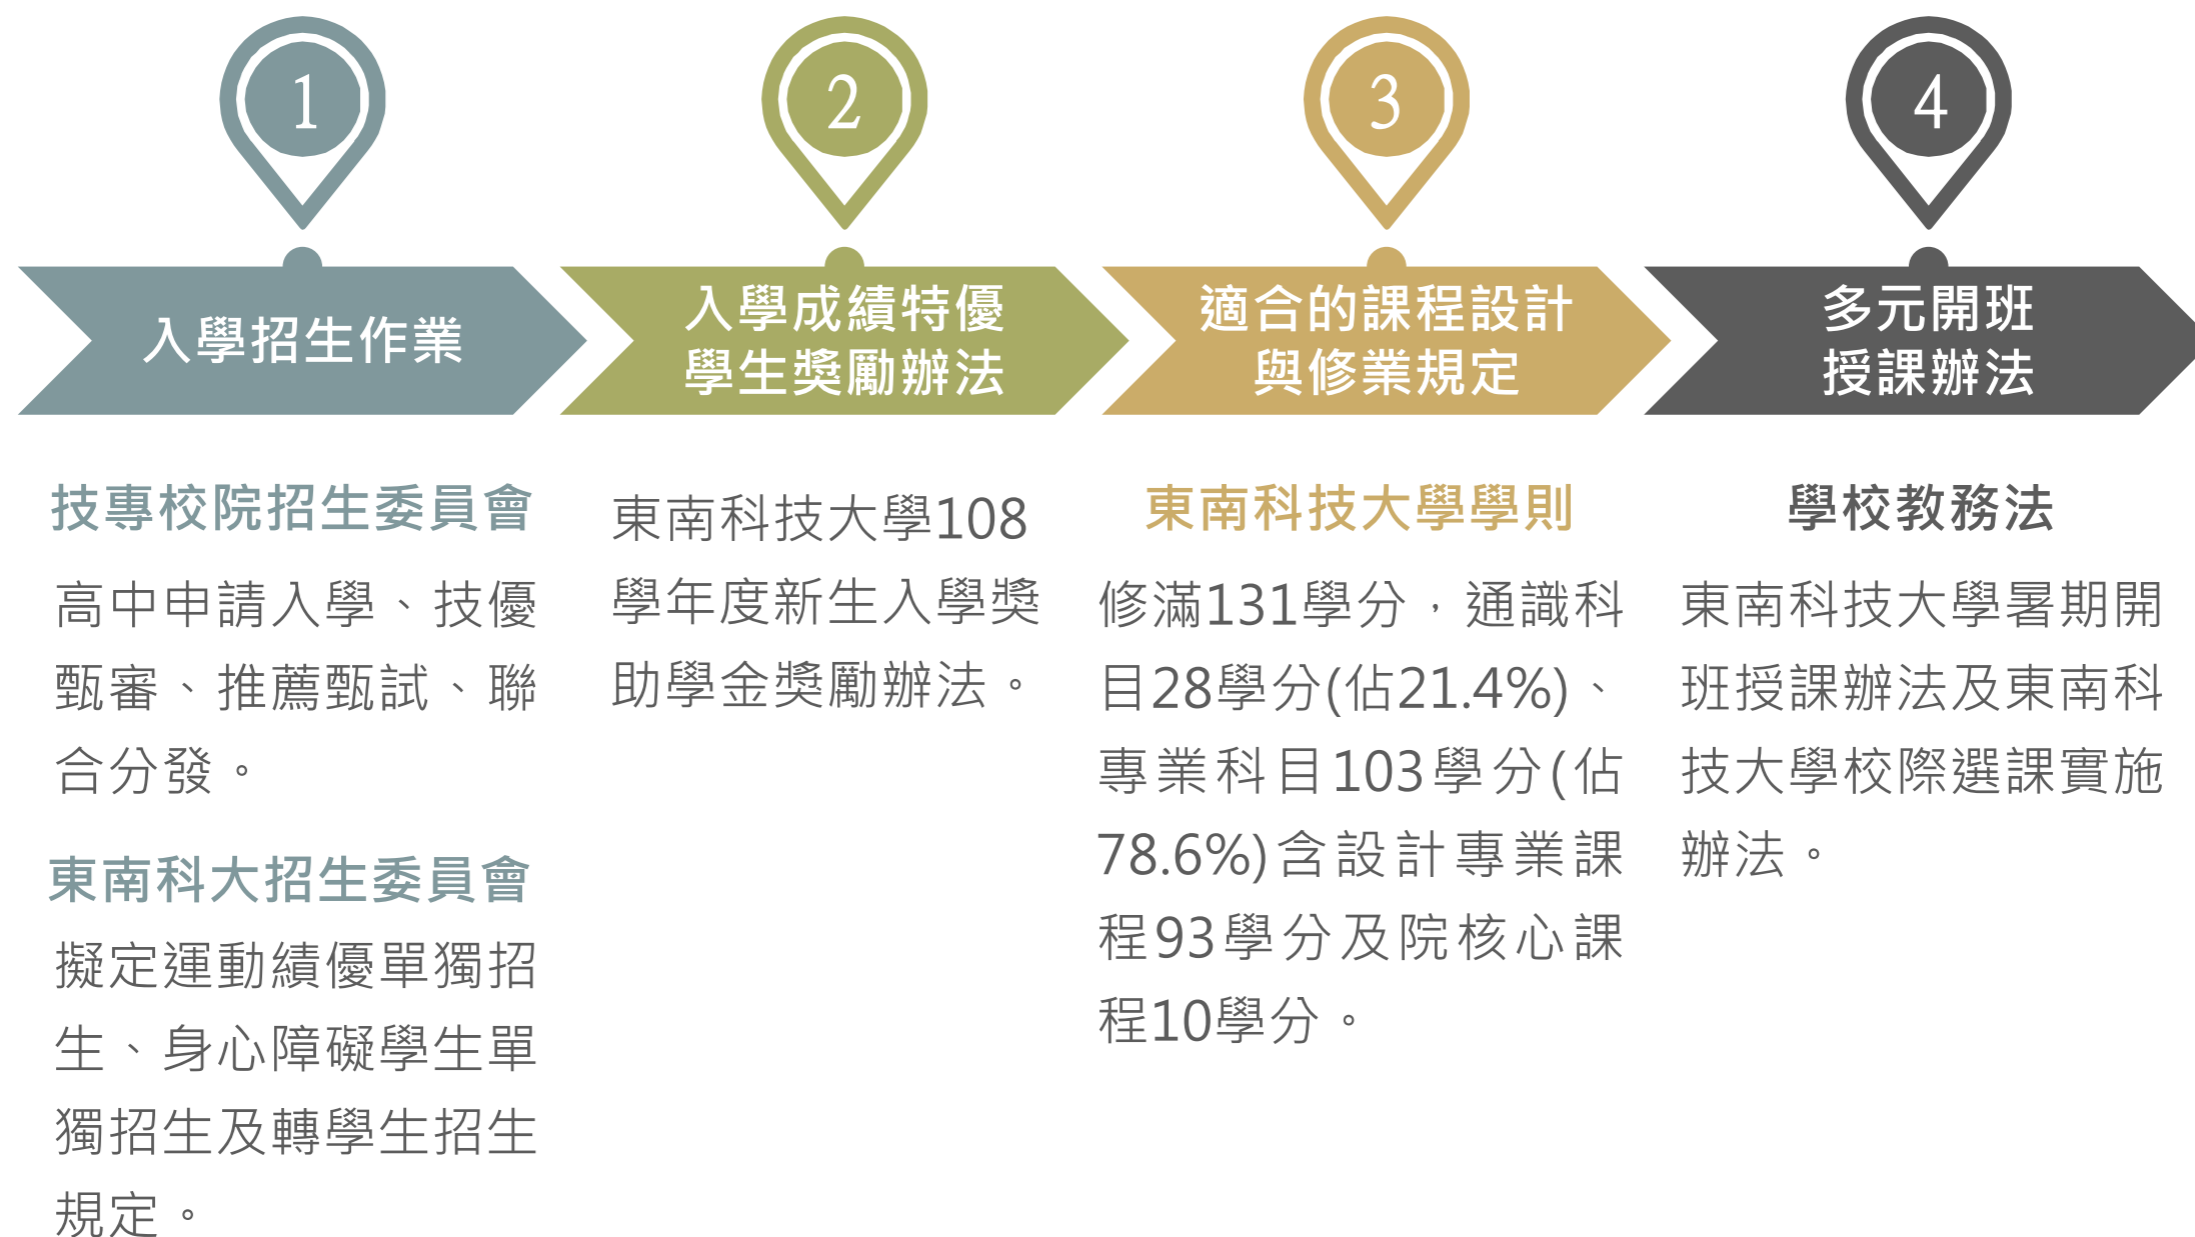 1
入學招生作業
技專校院招生委員會
高中申請入學、技優
甄審、推薦甄試、聯
合分發。
東南科大招生委員會
擬定運動績優單獨招
生、身心障礙學生單
獨招生及轉學生招生
規定。
2
入學成績特優
學生獎勵辦法
東南科技大學108
學年度新生入學獎
助學金獎勵辦法。
3
適合的課程設計
與修業規定
東南科技大學學則
修滿131學分，通識科
目28學分(佔21.4%)、
專業科目103學分(佔
78.6%)含設計專業課
程93學分及院核心課
程10學分。
4
多元開班
授課辦法
學校教務法
東南科技大學暑期開
班授課辦法及東南科
技大學校際選課實施
辦法。